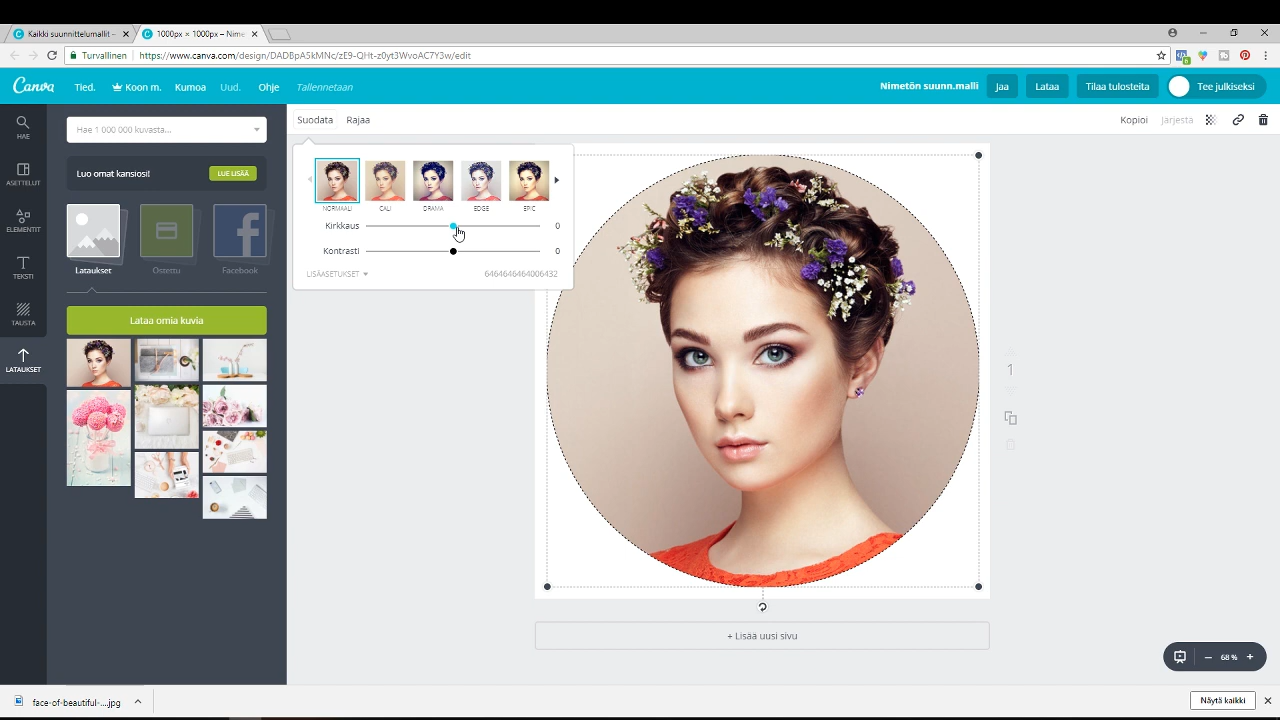 Kaikki suunnittelumallit –
1000px × 1000px – Nime
Turvallinen
https://www.canva.com/design/DADBpA5kMNc/zE9-QHt-z0yt3WvoAC7Y3w/edit
6
Canva
Tied.
Koon m.
Kumoa
Uud.
Ohje
Tallennetaan
Nimetön suunn.malli
Jaa
Lataa
Tilaa tulosteita
Tee julkiseksi
HAE
ASETTELUT
ELEMENTIT
TEKSTI
TAUSTA
LATAUKSET
Hae 1 000 000 kuvasta...
Luo omat kansiosi!
LUE LISÄÄ
Lataukset
Ostettu
Facebook
Lataa omia kuvia
Suodata
Rajaa
Kopioi
Järjestä
NORMAALI
CALI
DRAMA
EDGE
EPIC
Kirkkaus
0
Kontrasti
0
LISÄASETUKSET
6464646464006432
1
+ Lisää uusi sivu
68 %
face-of-beautiful-...jpg
Näytä kaikki